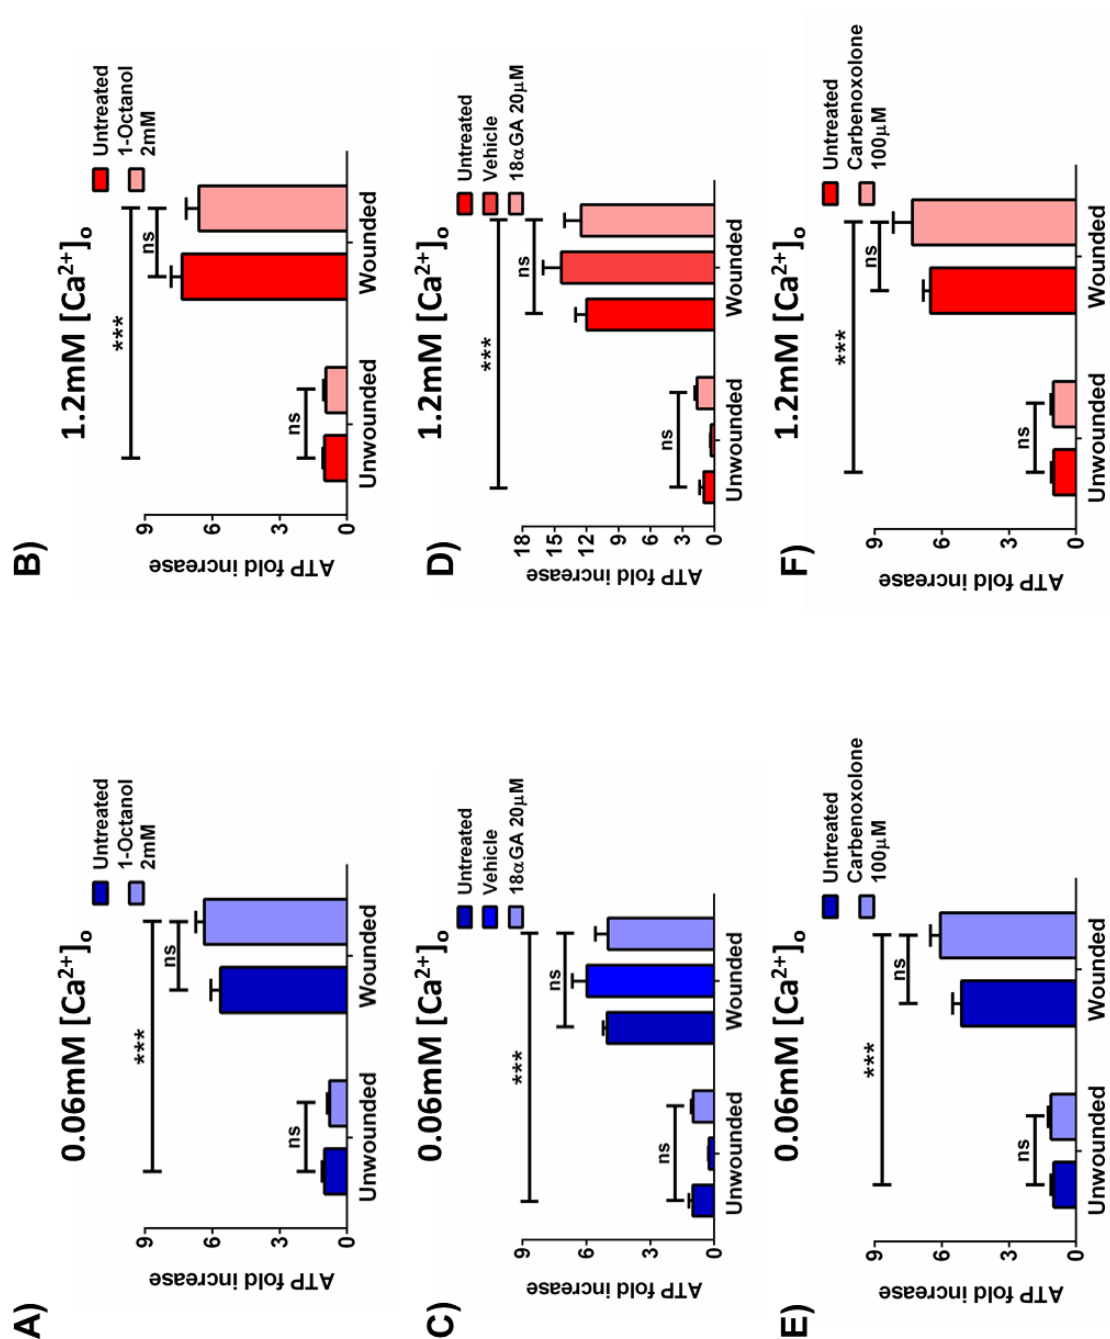 A)
0.06mM [Ca2+]o
Untreated
1-Octanol
2mM
***
ns
ns
9
6
3
0
ATP fold increase
Unwounded
Wounded
B)
1.2mM [Ca2+]o
Untreated
1-Octanol
2mM
***
ns
ns
9
6
3
0
ATP fold increase
Unwounded
Wounded
C)
0.06mM [Ca2+]o
Untreated
Vehicle
18αGA 20μM
***
ns
ns
9
6
3
0
ATP fold increase
Unwounded
Wounded
D)
1.2mM [Ca2+]o
Untreated
Vehicle
18αGA 20μM
***
ns
ns
18
15
12
9
6
3
0
ATP fold increase
Unwounded
Wounded
E)
0.06mM [Ca2+]o
Untreated
Carbenoxolone
100μM
***
ns
ns
9
6
3
0
ATP fold increase
Unwounded
Wounded
F)
1.2mM [Ca2+]o
Untreated
Carbenoxolone
100μM
***
ns
ns
9
6
3
0
ATP fold increase
Unwounded
Wounded